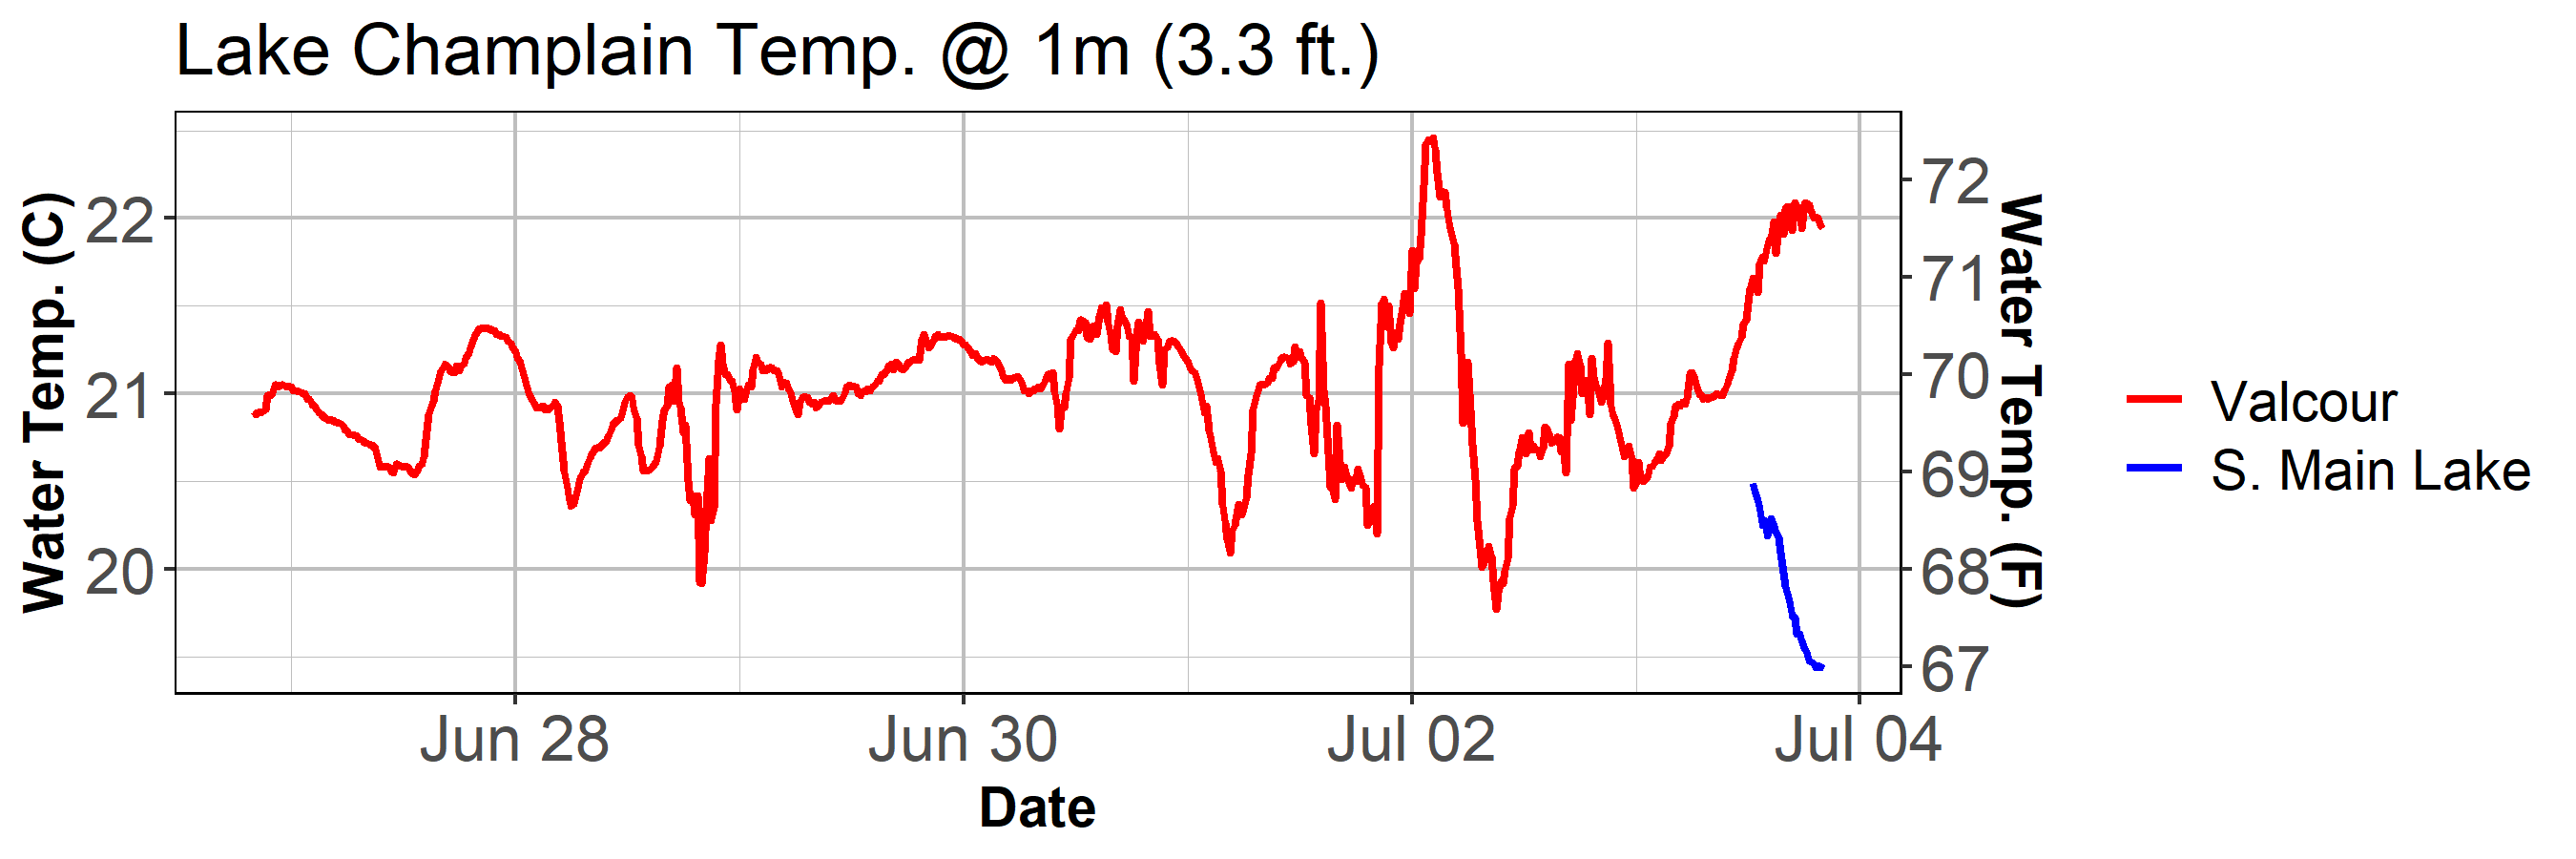 Lake Champlain Temp. @ 1m (3.3 ft.)
Water Temp. (C)
22
21
20
72
71
70
69
68
67
Water Temp. (F)
Jun 28
Jun 30
Jul 02
Jul 04
Date
Valcour
S. Main Lake